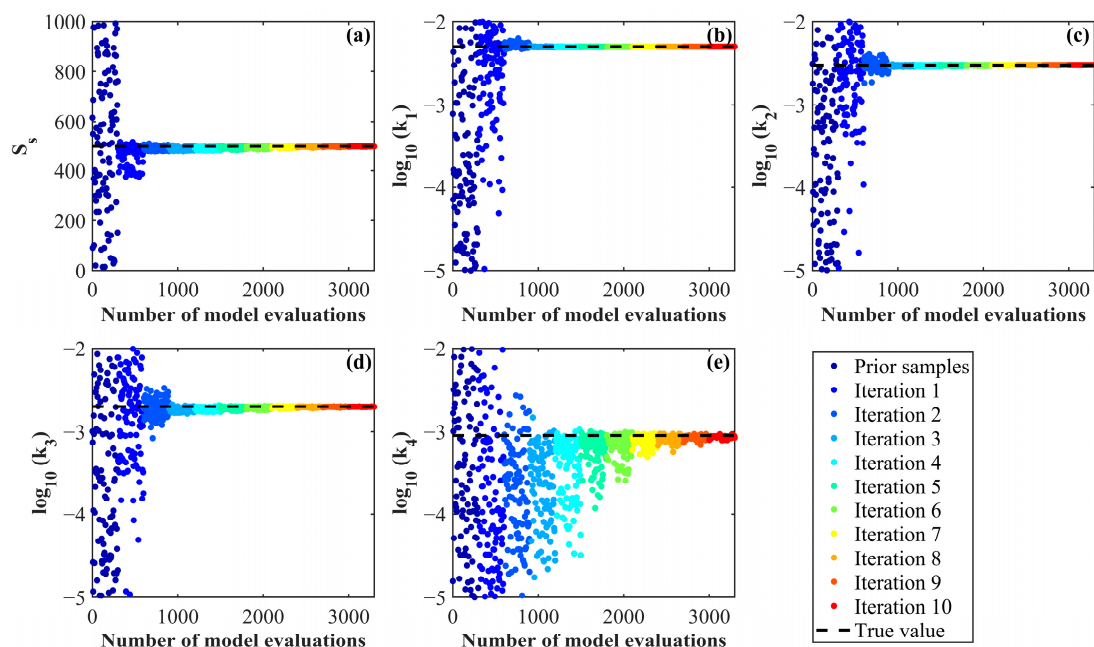 (a)
S_s
1000
800
600
400
200
0
0 1000 2000 3000
Number of model evaluations
(b)
log₁₀ (k₁)
−2
−3
−4
−5
0 1000 2000 3000
Number of model evaluations
(c)
log₁₀ (k₂)
−2
−3
−4
−5
0 1000 2000 3000
Number of model evaluations
(d)
log₁₀ (k₃)
−2
−3
−4
−5
0 1000 2000 3000
Number of model evaluations
(e)
log₁₀ (k₄)
−2
−3
−4
−5
0 1000 2000 3000
Number of model evaluations
Prior samples
Iteration 1
Iteration 2
Iteration 3
Iteration 4
Iteration 5
Iteration 6
Iteration 7
Iteration 8
Iteration 9
Iteration 10
True value